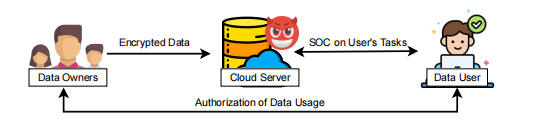 Encrypted Data
SOC on User's Tasks
Data Owners
Cloud Server
Data User
Authorization of Data Usage